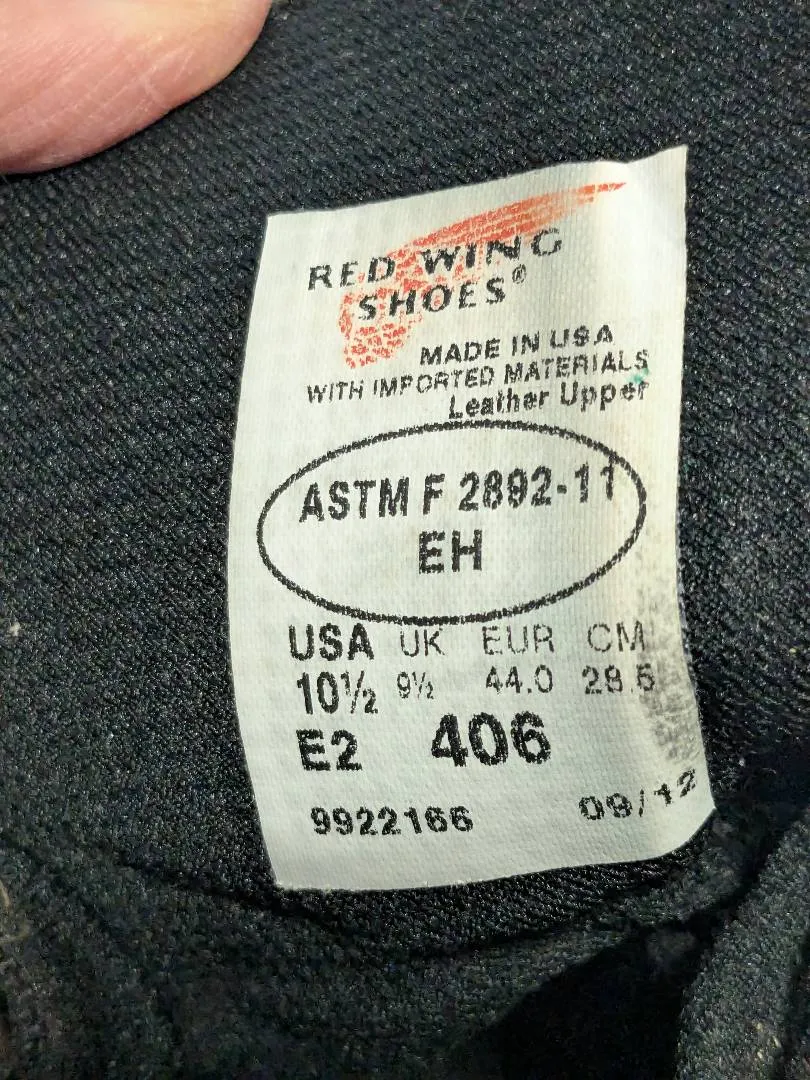 RED WING
SHOES®
MADE IN USA
WITH IMPORTED MATERIALS
Leather Upper
ASTM F 2892-11
EH
USA UK EUR CM
10½ 9½ 44.0 28.5
E2 406
9922166 09/12